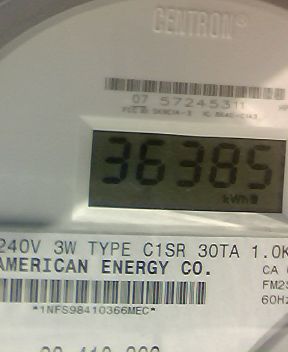 CENTRON®
07 57245311
36385
kWh
240V 3W TYPE C1SR 30TA 1.0K
AMERICAN ENERGY CO.
CA
FM2S
60Hz
*1NFS98410366MEC*